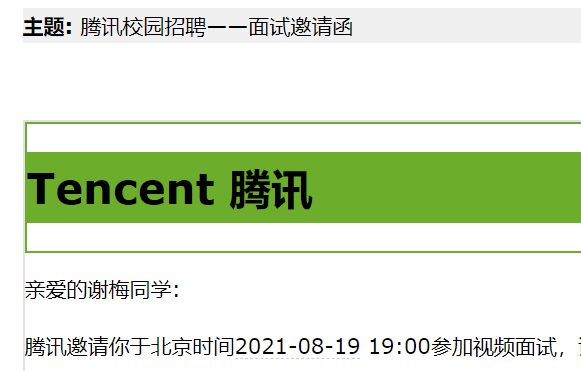 主题: 腾讯校园招聘——面试邀请函
Tencent 腾讯
亲爱的谢梅同学:
腾讯邀请你于北京时间2021-08-19 19:00参加视频面试，